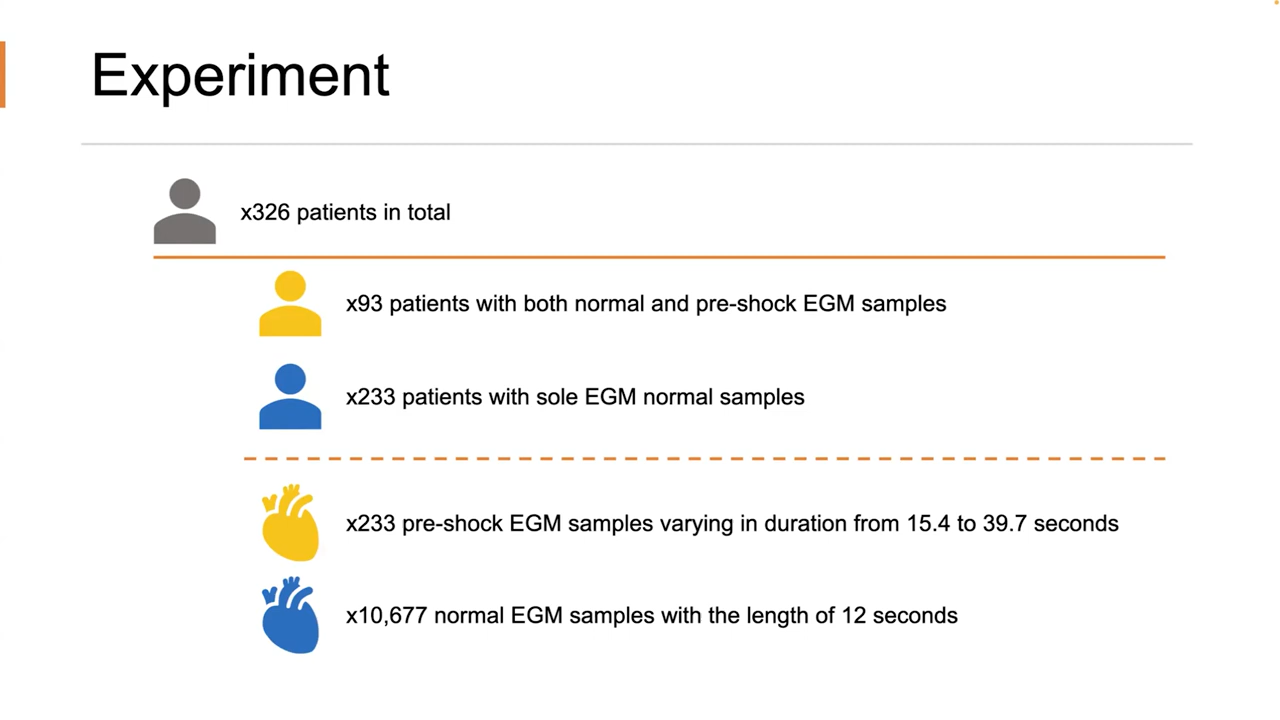 Experiment
x326 patients in total
x93 patients with both normal and pre-shock EGM samples
x233 patients with sole EGM normal samples
x233 pre-shock EGM samples varying in duration from 15.4 to 39.7 seconds
x10,677 normal EGM samples with the length of 12 seconds